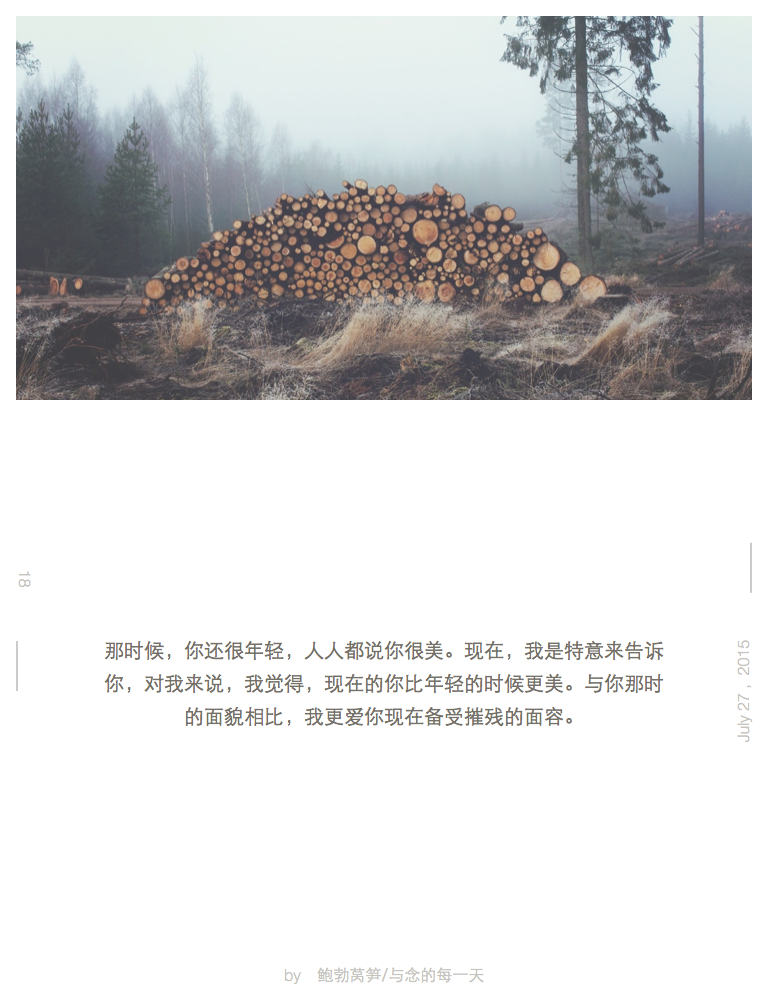 18
那时候，你还很年轻，人人都说你很美。现在，我是特意来告诉
你，对我来说，我觉得，现在的你比年轻的时候更美。与你那时
的面貌相比，我更爱你现在备受摧残的面容。
July 27 , 2015
by 鲍勃莴笋/与念的每一天